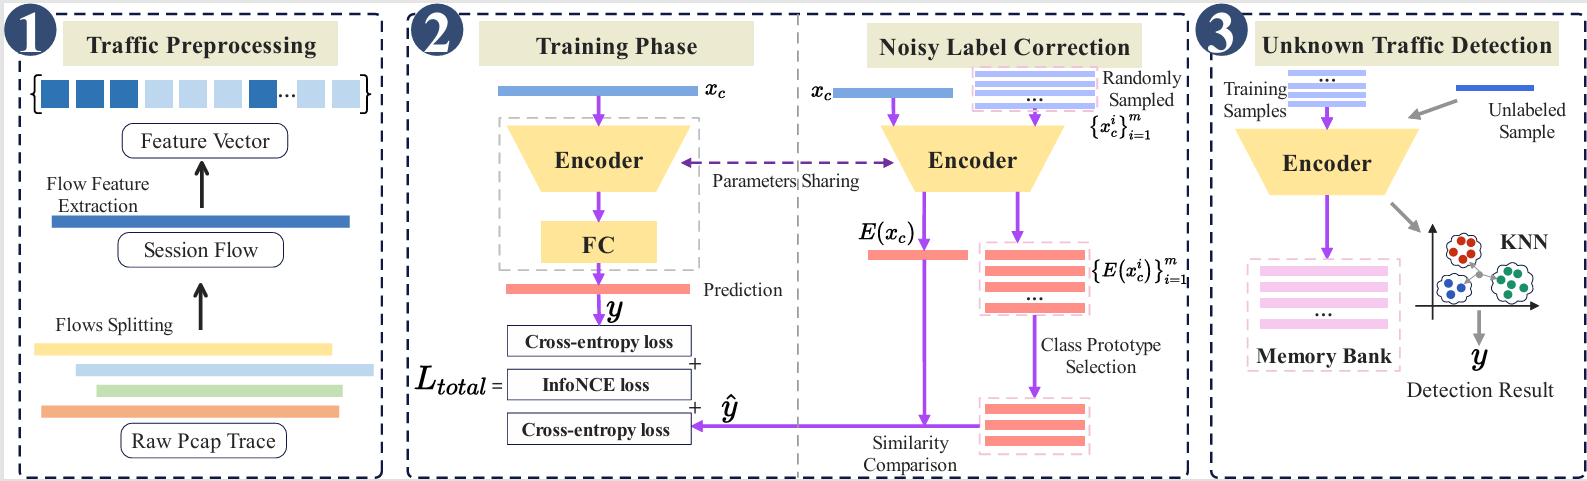 1
Traffic Preprocessing
{ ... }
Feature Vector
Flow Feature
Extraction
Session Flow
Flows Splitting
Raw Pcap Trace
2
Training Phase
x_c
Encoder
FC
Prediction
y
Cross-entropy loss
+
L_{total} =
InfoNCE loss
+
Cross-entropy loss
ŷ
Parameters Sharing
Noisy Label Correction
x_c
Randomly
Sampled
...
{x_c^i}_{i=1}^m
Encoder
E(x_c)
{E(x_c^i)}_{i=1}^m
...
Class Prototype
Selection
Similarity
Comparison
3
Unknown Traffic Detection
Training
Samples
...
Unlabeled
Sample
Encoder
KNN
...
Memory Bank
y
Detection Result